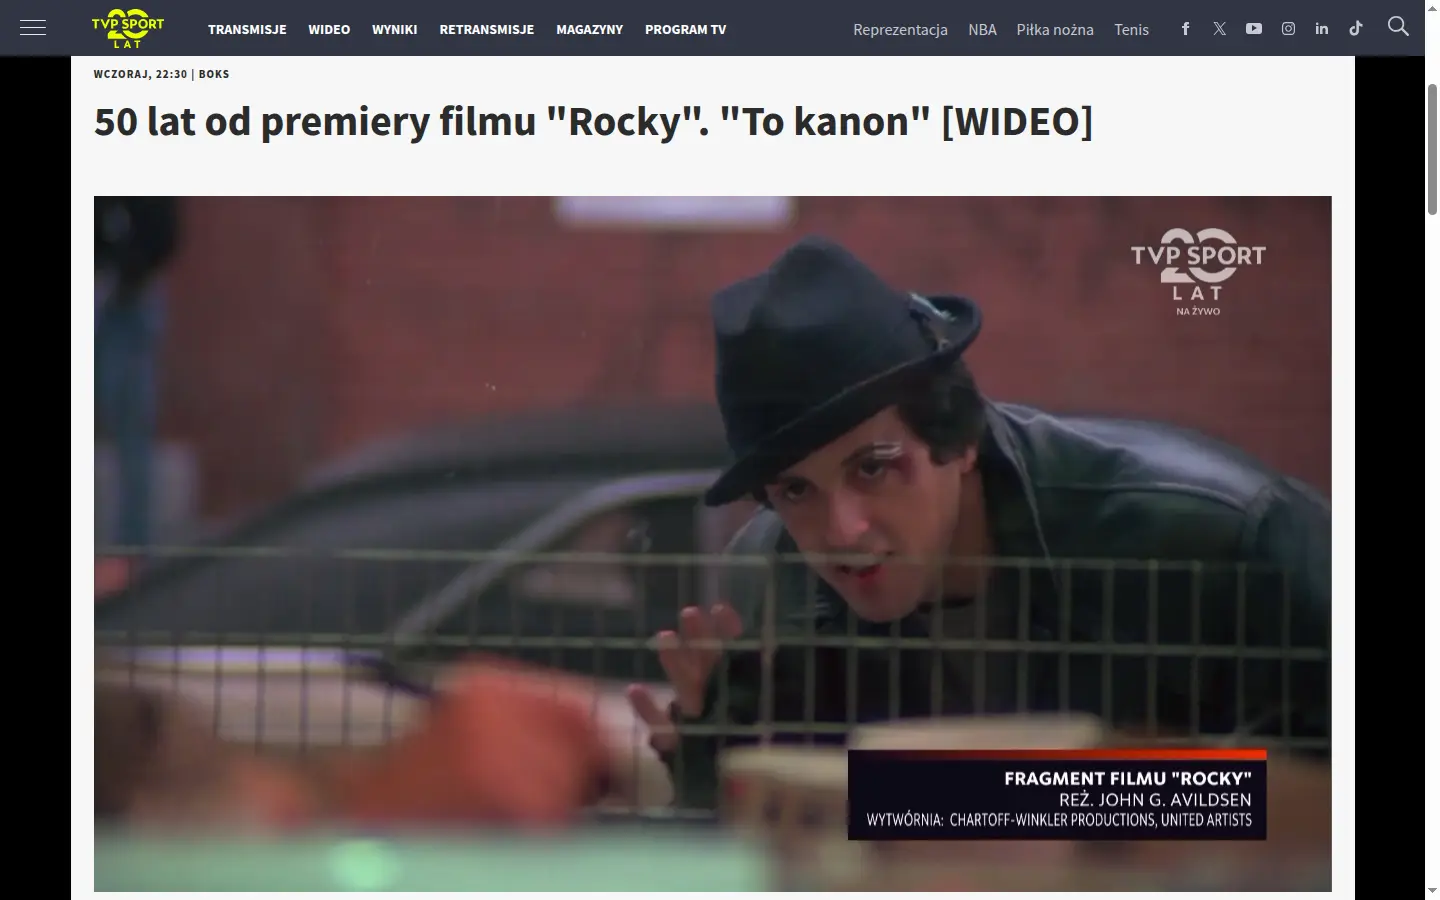 TVP SPORT
LAT
TRANSMISJE
WIDEO
WYNIKI
RETRANSMISJE
MAGAZYNY
PROGRAM TV
Reprezentacja
NBA
Piłka nożna
Tenis
WCZORAJ, 22:30 | BOKS
50 lat od premiery filmu "Rocky". "To kanon" [WIDEO]
20
TVP SPORT
LAT
NA ŻYWO
FRAGMENT FILMU "ROCKY"
REŻ. JOHN G. AVILDSEN
WYTWÓRNIA: CHARTOFF-WINKLER PRODUCTIONS, UNITED ARTISTS